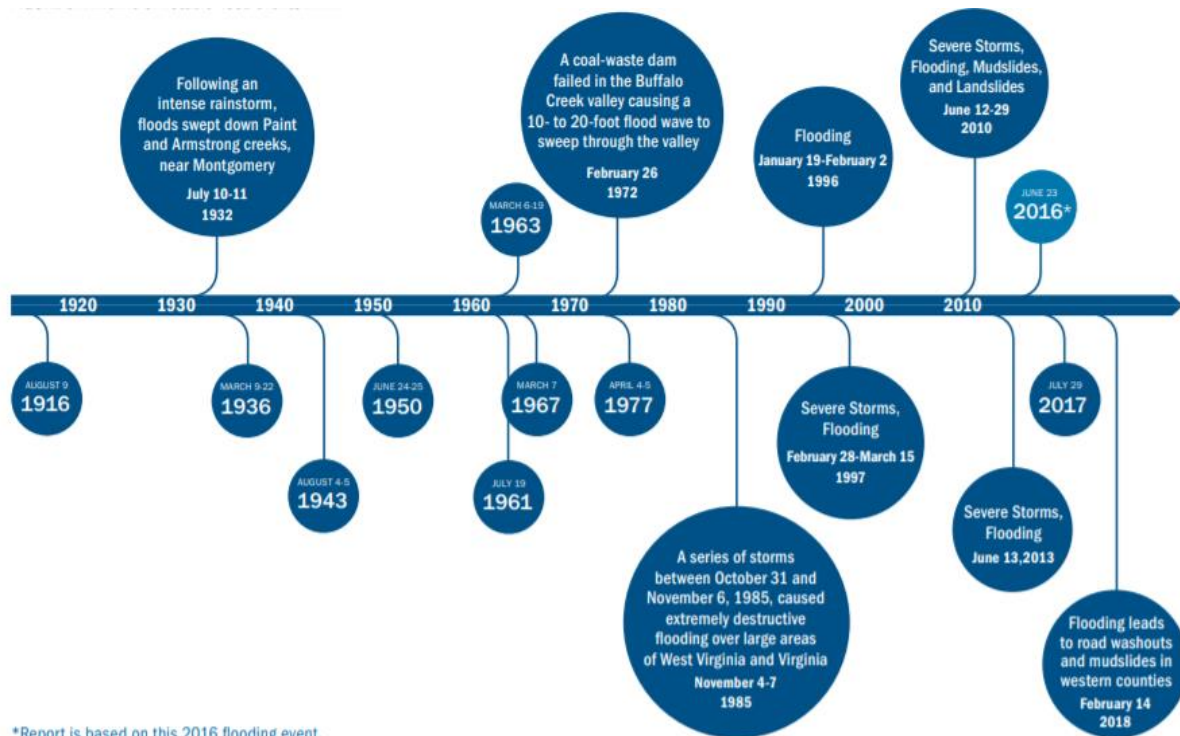 Following an
intense rainstorm,
floods swept down Paint
and Armstrong creeks,
near Montgomery
July 10-11
1932
A coal-waste dam
failed in the Buffalo
Creek valley causing a
10- to 20-foot flood wave to
sweep through the valley
February 26
1972
MARCH 6-19
1963
Flooding
January 19-February 2
1996
Severe Storms,
Flooding, Mudslides,
and Landslides
June 12-29
2010
JUNE 23
2016*
1920 1930 1940 1950 1960 1970 1980 1990 2000 2010
AUGUST 9
1916
MARCH 9-22
1936
AUGUST 4-5
1943
JUNE 24-25
1950
JULY 19
1961
MARCH 7
1967
APRIL 4-5
1977
A series of storms
between October 31 and
November 6, 1985, caused
extremely destructive
flooding over large areas
of West Virginia and Virginia
November 4-7
1985
Severe Storms,
Flooding
February 28-March 15
1997
Severe Storms,
Flooding
June 13,2013
JULY 29
2017
Flooding leads
to road washouts
and mudslides in
western counties
February 14
2018
*Report is based on this 2016 flooding event